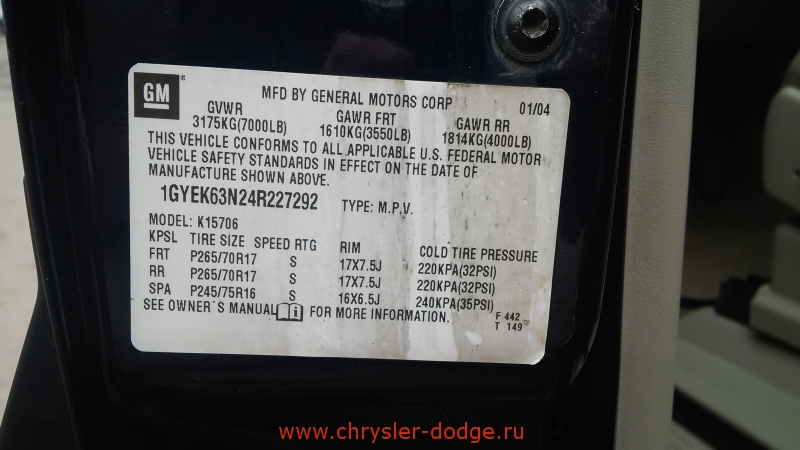 GM
MFD BY GENERAL MOTORS CORP 01/04
GVWR GAWR FRT GAWR RR
3175KG(7000LB) 1610KG(3550LB) 1814KG(4000LB)
THIS VEHICLE CONFORMS TO ALL APPLICABLE U.S. FEDERAL MOTOR
VEHICLE SAFETY STANDARDS IN EFFECT ON THE DATE OF
MANUFACTURE SHOWN ABOVE.
1GYEK63N24R227292 TYPE: M.P.V.
MODEL: K15706
KPSL TIRE SIZE SPEED RTG RIM COLD TIRE PRESSURE
FRT P265/70R17 S 17X7.5J 220KPA(32PSI)
RR P265/70R17 S 17X7.5J 220KPA(32PSI)
SPA P245/75R16 S 16X6.5J 240KPA(35PSI)
SEE OWNER'S MANUAL FOR MORE INFORMATION.
F 442
T 149
www.chrysler-dodge.ru